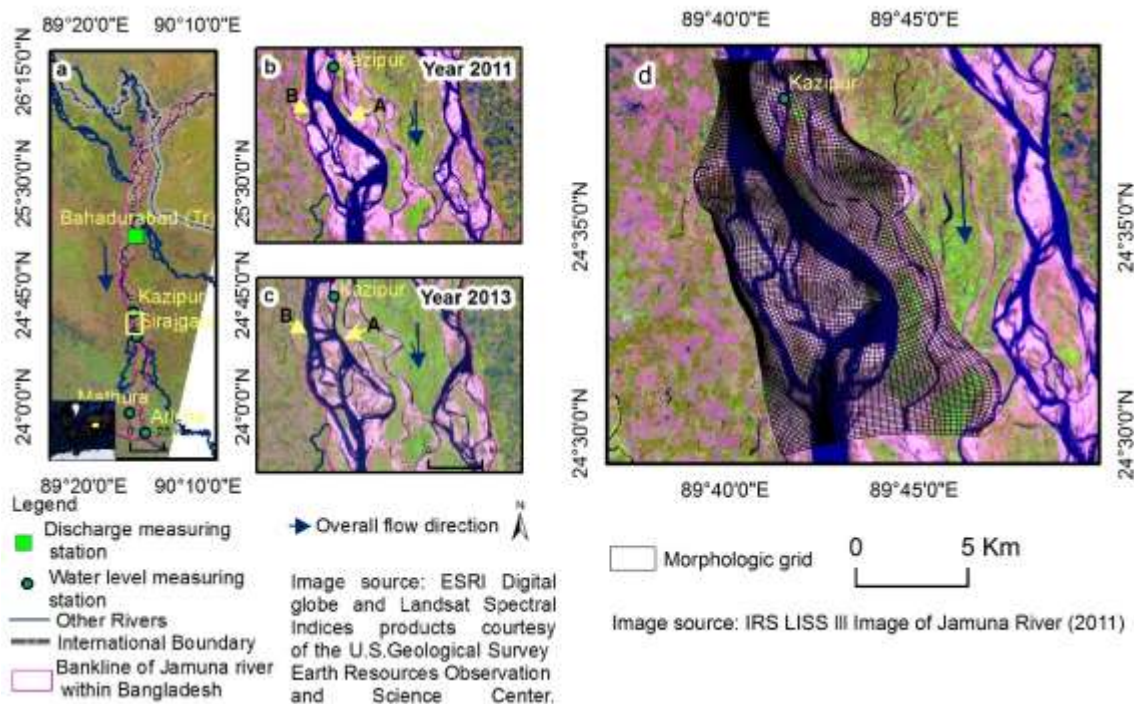 89°20'0"E 90°10'0"E
26°15'0"N
25°30'0"N
24°45'0"N
24°0'0"N
a
Bahadurabad (Tr)
Kazipur
Mathura
89°20'0"E 90°10'0"E
b
Kazipur
Year 2011
B
A
c
Kazipur
Year 2013
B
A
26°15'0"N
25°30'0"N
24°45'0"N
24°0'0"N
89°40'0"E 89°45'0"E
d
Kazipur
24°35'0"N
24°30'0"N
24°35'0"N
24°30'0"N
89°40'0"E 89°45'0"E
Legend
Discharge measuring
station
Water level measuring
station
Other Rivers
International Boundary
Bankline of Jamuna river
within Bangladesh
Overall flow direction
N
Image source: ESRI Digital
globe and Landsat Spectral
Indices products courtesy
of the U.S.Geological Survey
Earth Resources Observation
and Science Center.
Morphologic grid
0 5 Km
Image source: IRS LISS III Image of Jamuna River (2011)